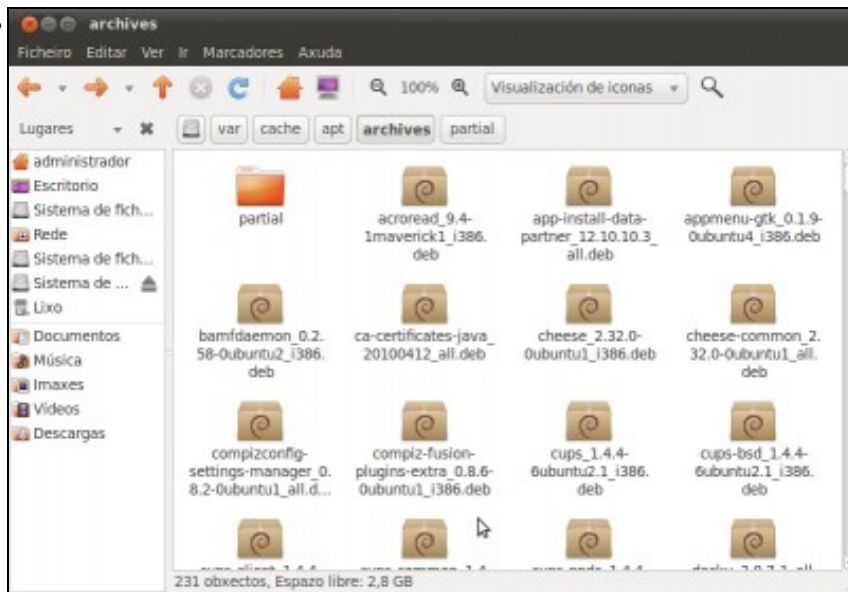 archives
Ficheiro Editar Ver Ir Marcadores Axuda
100% Visualización de iconas
Lugares
var cache apt archives partial
administrador
Escritorio
Sistema de fich...
Rede
Sistema de fich...
Sistema de ...
Lixo
Documentos
Música
Imaxes
Vídeos
Descargas
partial
acroread_9.4-
1maverick1_i386.
deb
app-install-data-
partner_12.10.10.3_
all.deb
appmenu-gtk_0.1.9-
0ubuntu4_i386.deb
bamfdaemon_0.2.
58-0ubuntu2_i386.
deb
ca-certificates-java_
20100412_all.deb
cheese_2.32.0-
0ubuntu1_i386.deb
cheese-common_2.
32.0-0ubuntu1_all.
deb
compizconfig-
settings-manager_0.
8.2-0ubuntu1_all.d...
compiz-fusion-
plugins-extra_0.8.6-
0ubuntu1_i386.deb
cups_1.4.4-
6ubuntu2.1_i386.
deb
cups-bsd_1.4.4-
6ubuntu2.1_i386.
deb
231 obxectos, Espazo libre: 2,8 GB